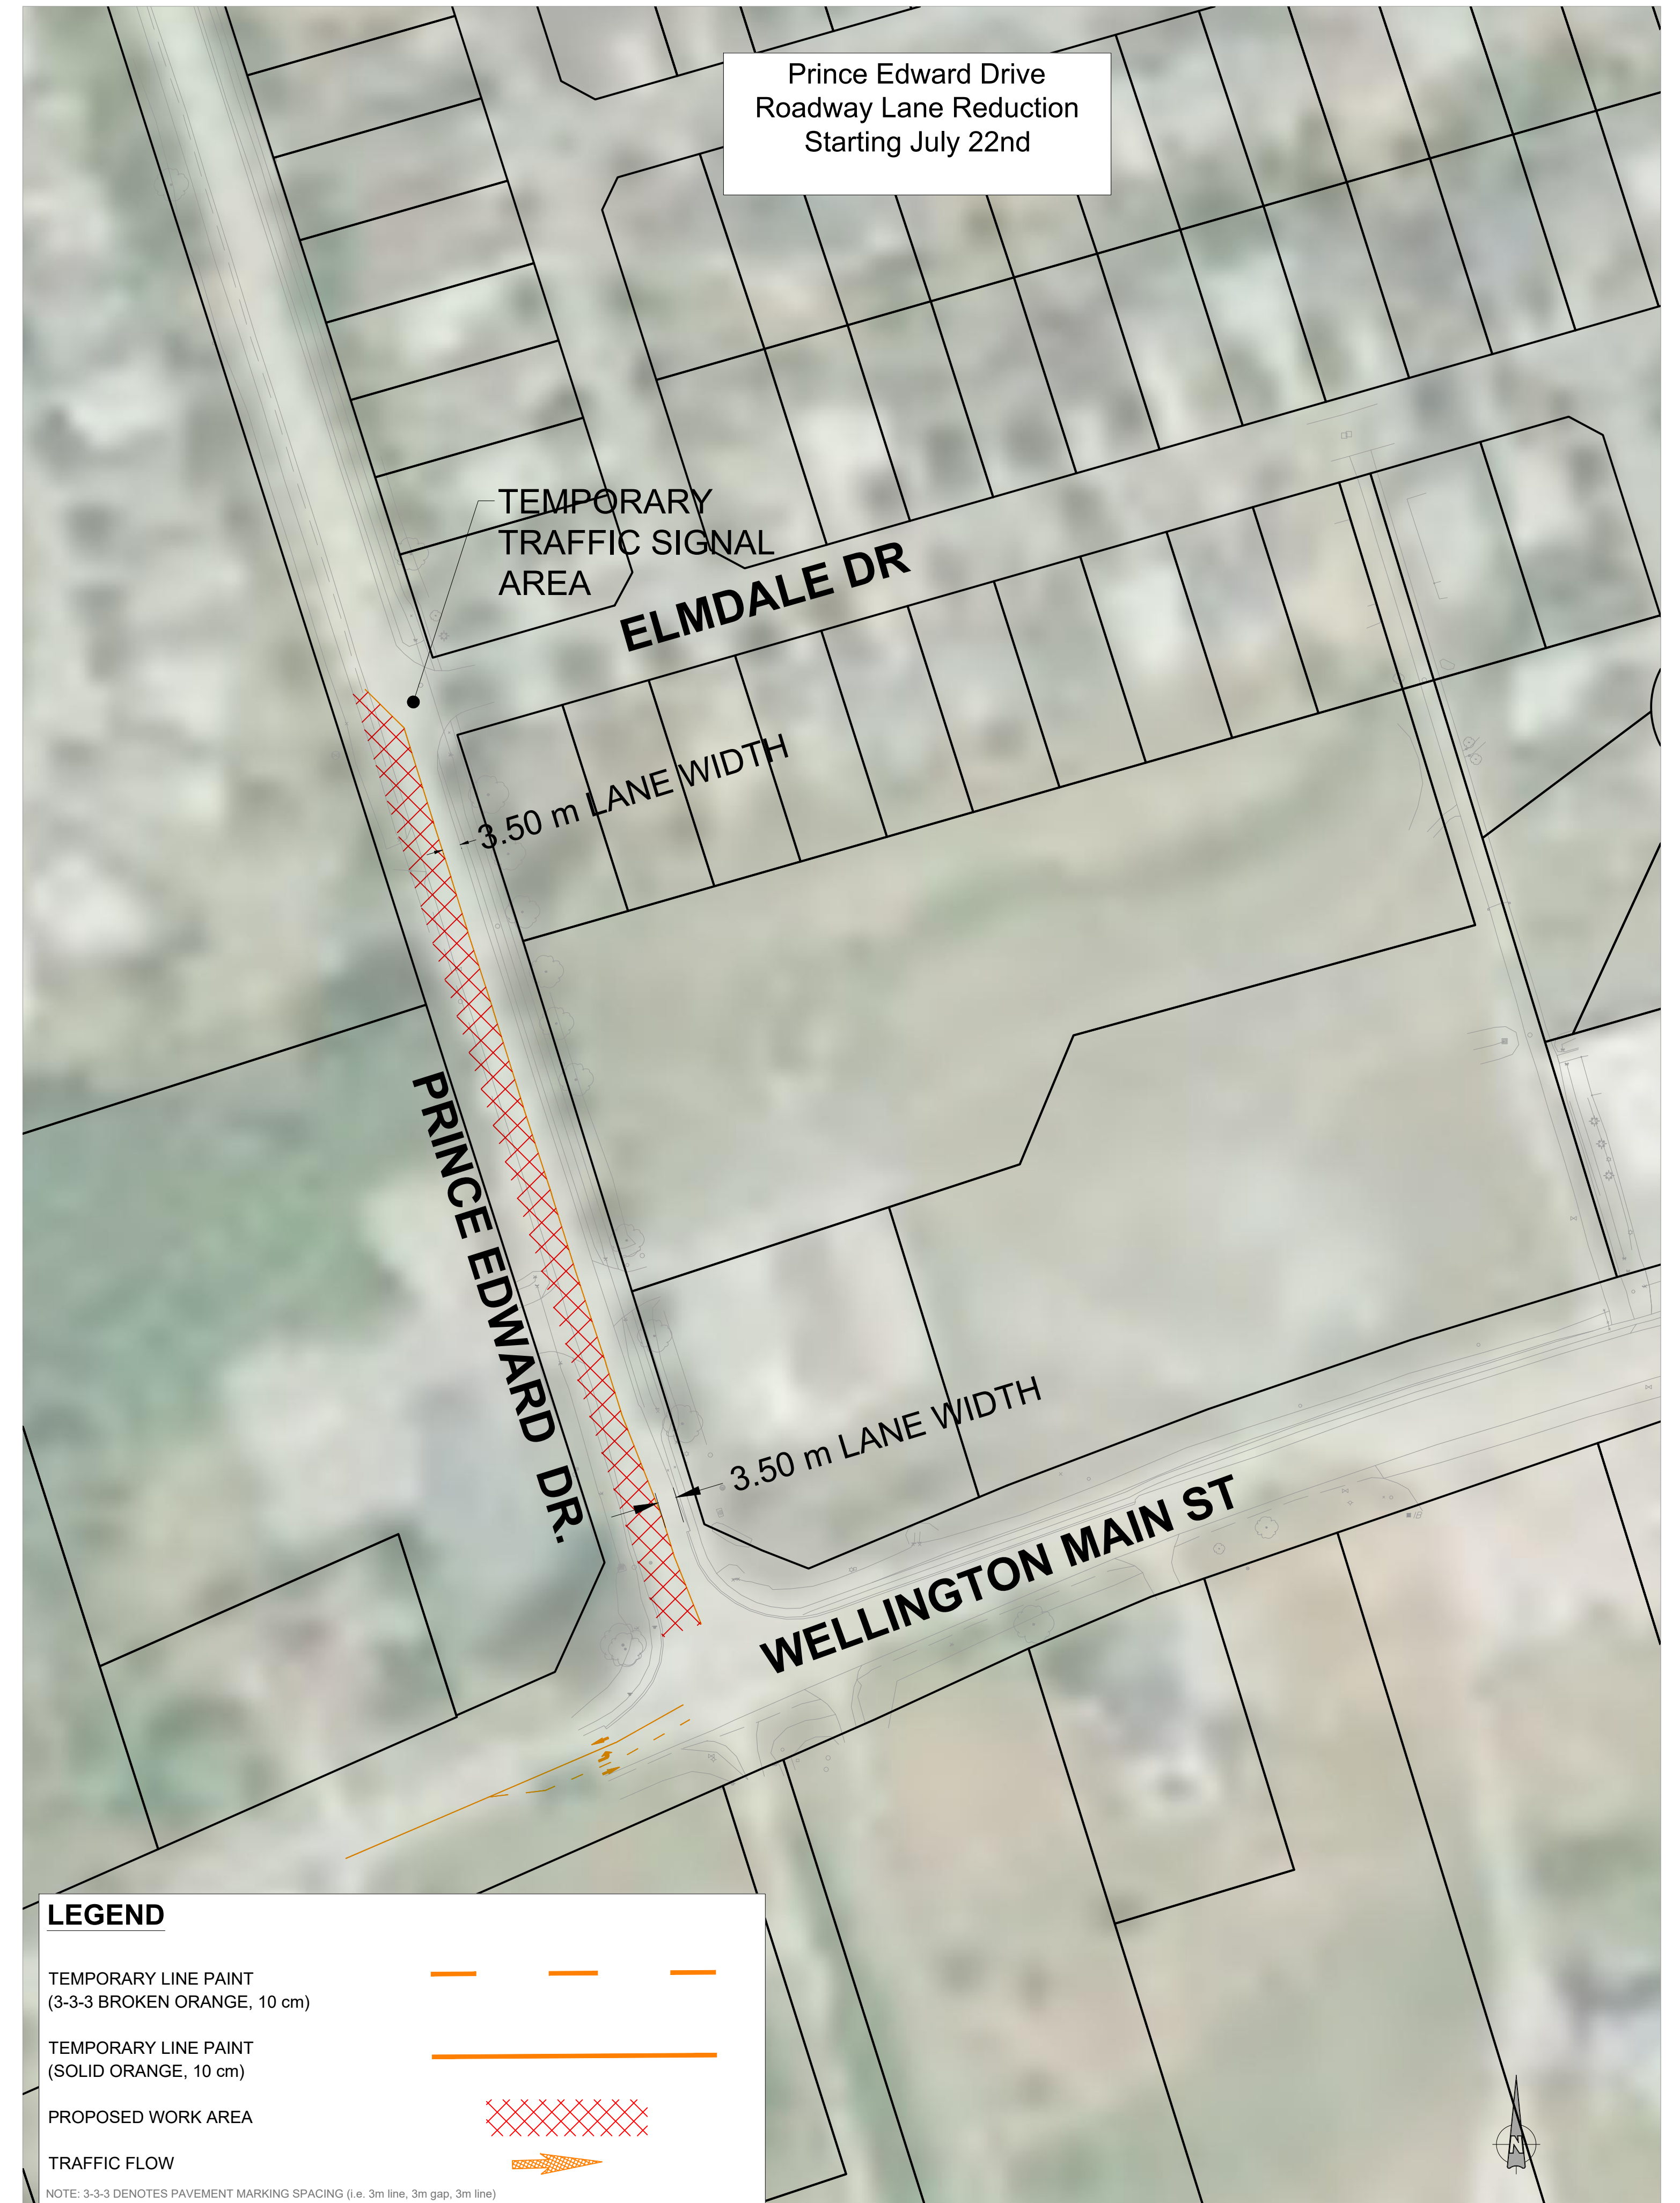 Prince Edward Drive
Roadway Lane Reduction
Starting July 22nd
TEMPORARY
TRAFFIC SIGNAL
AREA
ELMDALE DR
3.50 m LANE WIDTH
PRINCE EDWARD DR.
3.50 m LANE WIDTH
WELLINGTON MAIN ST
LEGEND
TEMPORARY LINE PAINT
(3-3-3 BROKEN ORANGE, 10 cm)
TEMPORARY LINE PAINT
(SOLID ORANGE, 10 cm)
PROPOSED WORK AREA
TRAFFIC FLOW
NOTE: 3-3-3 DENOTES PAVEMENT MARKING SPACING (i.e. 3m line, 3m gap, 3m line)
N